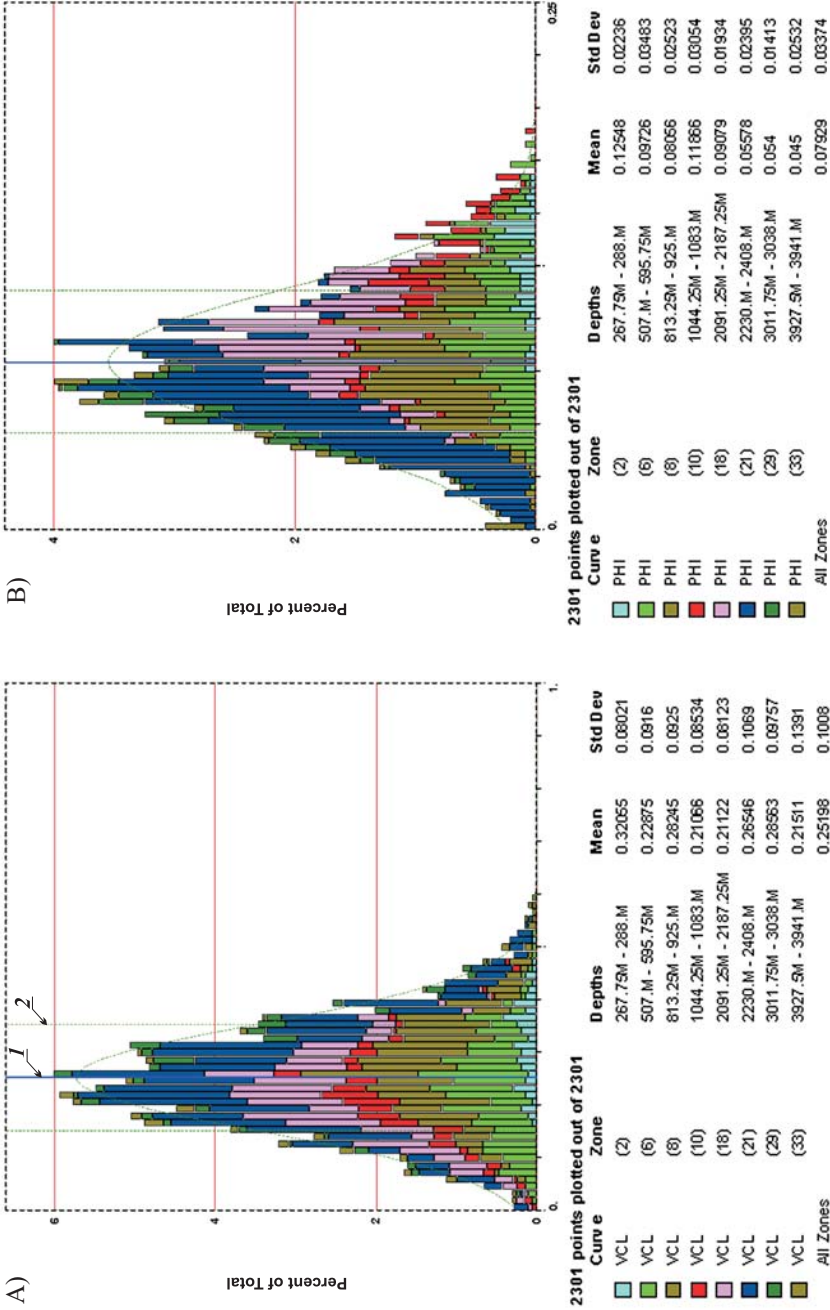 A)
Percent of Total
6
4
2
0
0.
1.
1
2
2301 points plotted out of 2301
Curve Zone Depths Mean Std Dev
VCL (2) 267.75M - 288.M 0.32055 0.08021
VCL (6) 507.M - 595.75M 0.22875 0.0916
VCL (8) 813.25M - 925.M 0.28245 0.0925
VCL (10) 1044.25M - 1083.M 0.21066 0.08534
VCL (18) 2091.25M - 2187.25M 0.21122 0.08123
VCL (21) 2230.M - 2408.M 0.26546 0.1069
VCL (29) 3011.75M - 3038.M 0.28563 0.09757
VCL (33) 3927.5M - 3941.M 0.21511 0.1391
All Zones 0.25198 0.1008
B)
Percent of Total
4
2
0
0.
0.25
2301 points plotted out of 2301
Curve Zone Depths Mean Std Dev
PHI (2) 267.75M - 288.M 0.12548 0.02236
PHI (6) 507.M - 595.75M 0.09726 0.03483
PHI (8) 813.25M - 925.M 0.08056 0.02523
PHI (10) 1044.25M - 1083.M 0.11866 0.03054
PHI (18) 2091.25M - 2187.25M 0.09079 0.01934
PHI (21) 2230.M - 2408.M 0.05578 0.02395
PHI (29) 3011.75M - 3038.M 0.054 0.01413
PHI (33) 3927.5M - 3941.M 0.045 0.02532
All Zones 0.07929 0.03374